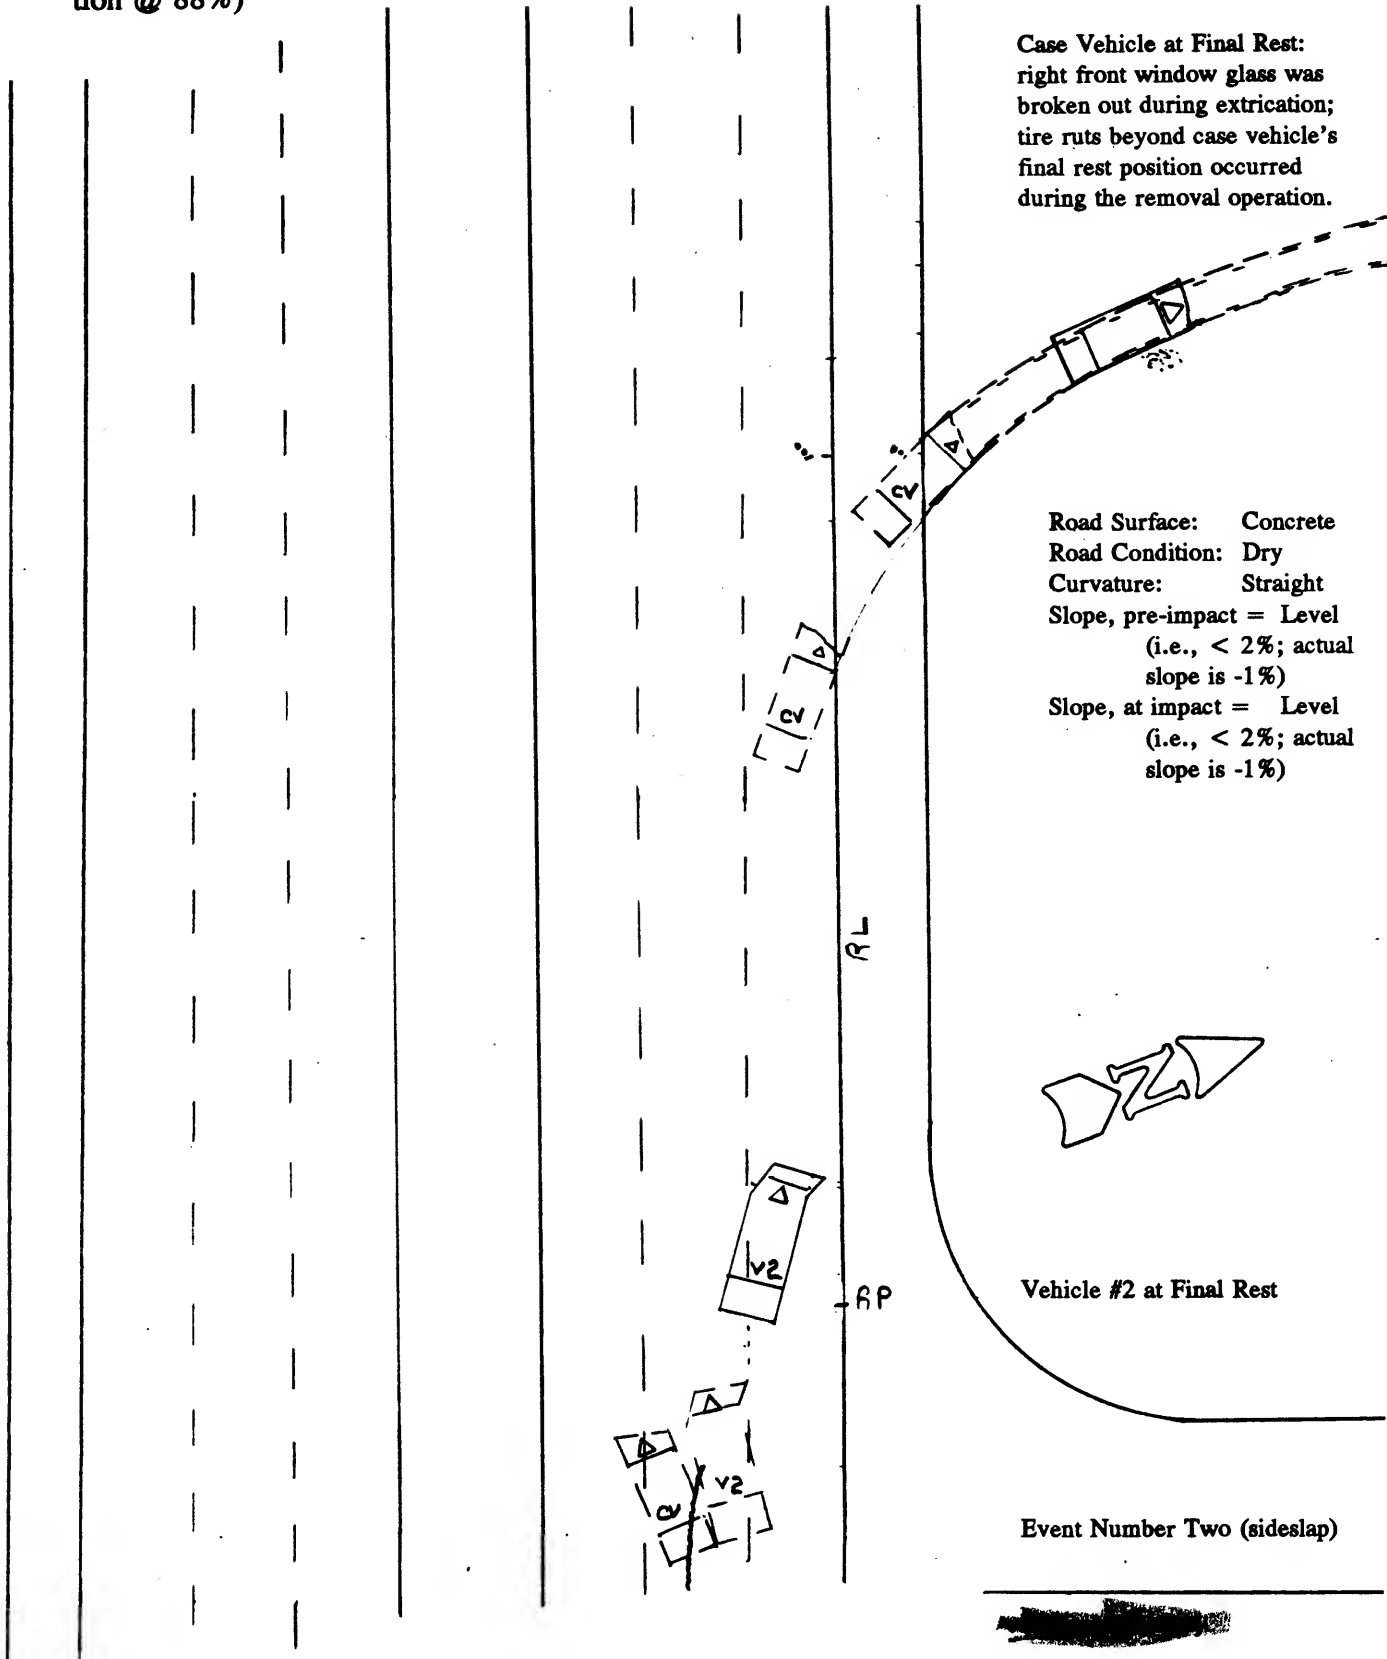 tion @ 88%)
Case Vehicle at Final Rest:
right front window glass was
broken out during extrication;
tire ruts beyond case vehicle's
final rest position occurred
during the removal operation.
CV
Road Surface: Concrete
Road Condition: Dry
Curvature: Straight
Slope, pre-impact = Level
(i.e., < 2%; actual
slope is -1%)
Slope, at impact = Level
(i.e., < 2%; actual
slope is -1%)
CV
RL
N
V2
RP
Vehicle #2 at Final Rest
V2
CV
Event Number Two (sideslap)